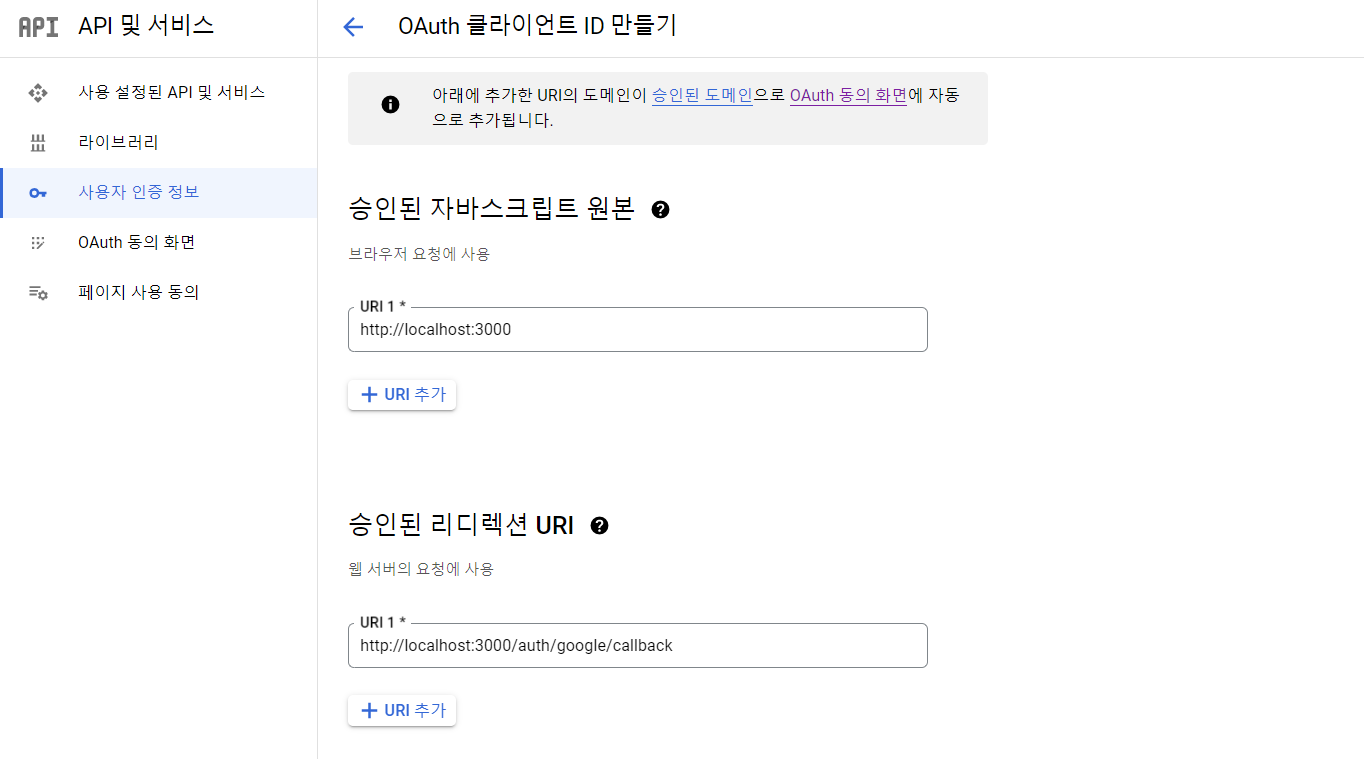 API API 및 서비스
OAuth 클라이언트 ID 만들기
사용 설정된 API 및 서비스
라이브러리
사용자 인증 정보
OAuth 동의 화면
페이지 사용 동의
아래에 추가한 URI의 도메인이 승인된 도메인으로 OAuth 동의 화면에 자동
으로 추가됩니다.
승인된 자바스크립트 원본
브라우저 요청에 사용
URI 1 *
http://localhost:3000
URI 추가
승인된 리디렉션 URI
웹 서버의 요청에 사용
URI 1 *
http://localhost:3000/auth/google/callback
URI 추가